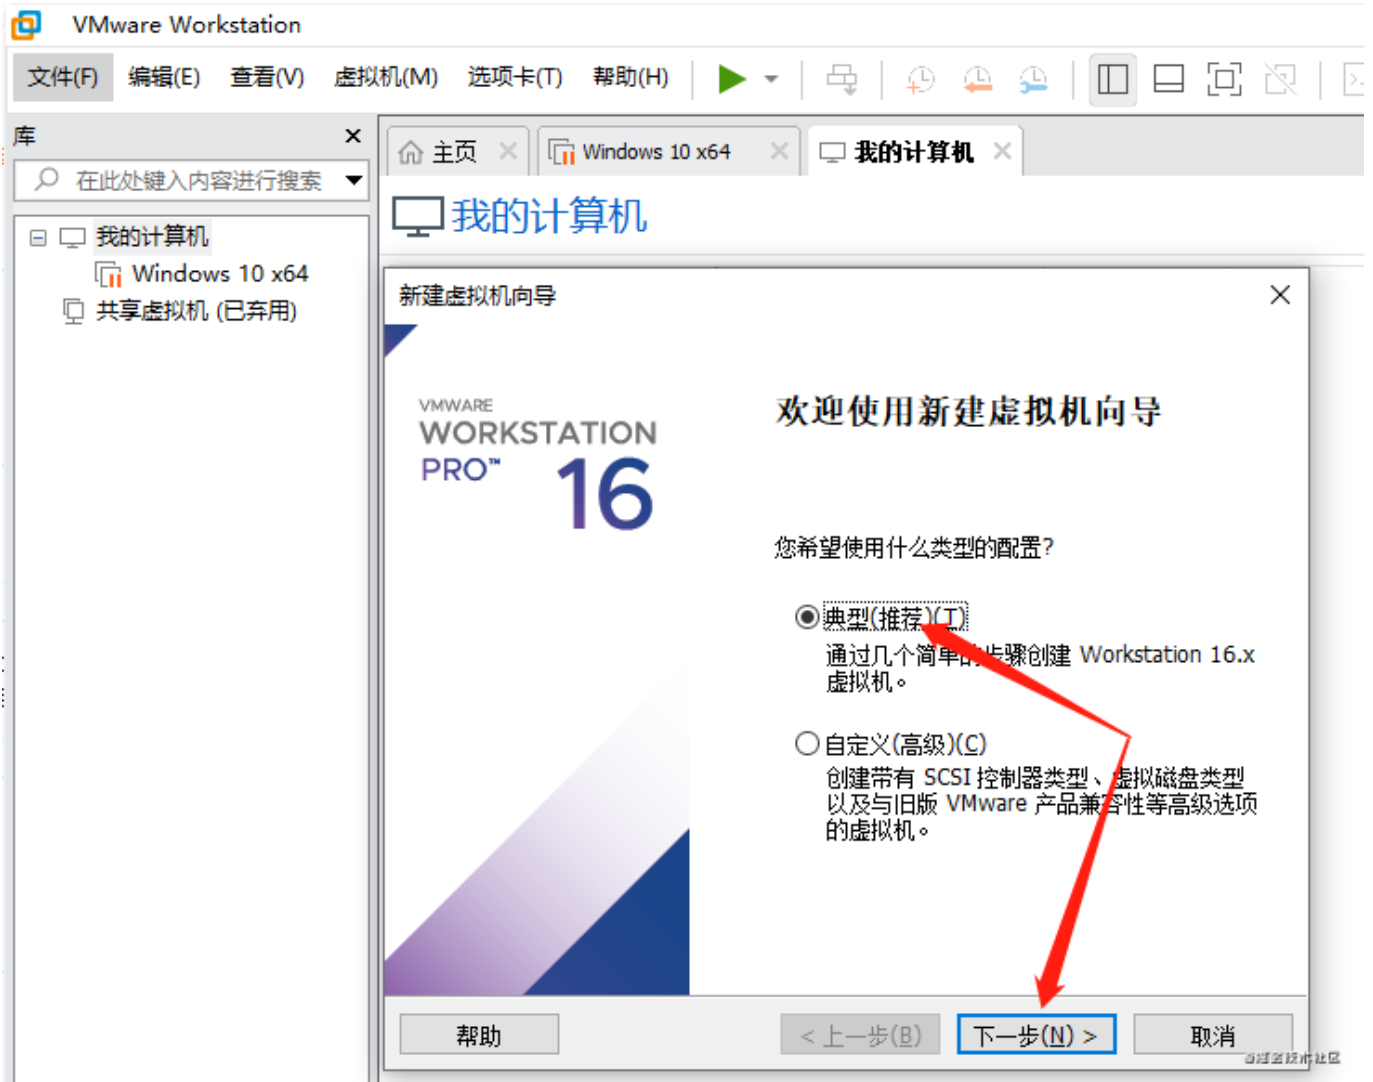 VMware Workstation
文件(F) 编辑(E) 查看(V) 虚拟机(M) 选项卡(T) 帮助(H)
库
在此处键入内容进行搜索
我的计算机
Windows 10 x64
共享虚拟机 (已弃用)
主页 Windows 10 x64 我的计算机
我的计算机
新建虚拟机向导
VMWARE
WORKSTATION
PRO™ 16
欢迎使用新建虚拟机向导
您希望使用什么类型的配置?
典型(推荐)(T)
通过几个简单的步骤创建 Workstation 16.x
虚拟机。
自定义(高级)(C)
创建带有 SCSI 控制器类型、虚拟磁盘类型
以及与旧版 VMware 产品兼容性等高级选项
的虚拟机。
帮助 < 上一步(B) 下一步(N) > 取消
@稀土掘金技术社区